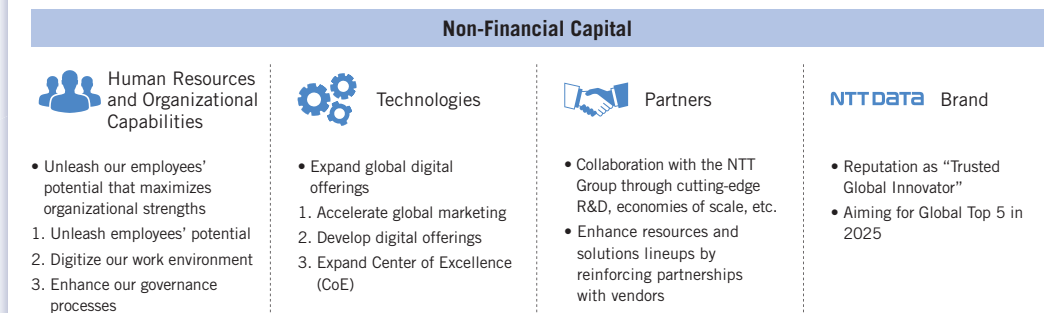 Non-Financial Capital
Human Resources
and Organizational
Capabilities
• Unleash our employees’
potential that maximizes
organizational strengths
1. Unleash employees’ potential
2. Digitize our work environment
3. Enhance our governance
processes
Technologies
• Expand global digital
offerings
1. Accelerate global marketing
2. Develop digital offerings
3. Expand Center of Excellence
(CoE)
Partners
• Collaboration with the NTT
Group through cutting-edge
R&D, economies of scale, etc.
• Enhance resources and
solutions lineups by
reinforcing partnerships
with vendors
NTT DATA Brand
• Reputation as “Trusted
Global Innovator”
• Aiming for Global Top 5 in
2025